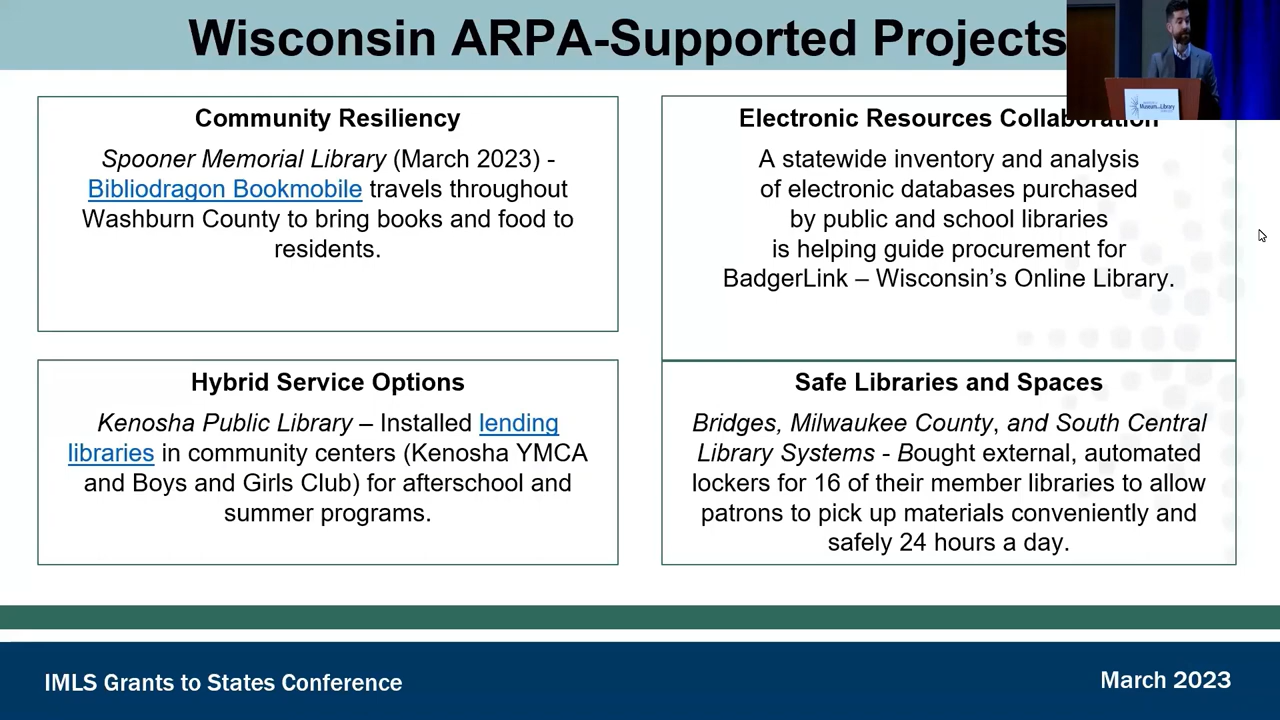 Wisconsin ARPA-Supported Projects
Community Resiliency
Spooner Memorial Library (March 2023) -
Bibliodragon Bookmobile travels throughout
Washburn County to bring books and food to
residents.
Electronic Resources Collaboration
A statewide inventory and analysis
of electronic databases purchased
by public and school libraries
is helping guide procurement for
BadgerLink – Wisconsin's Online Library.
Hybrid Service Options
Kenosha Public Library – Installed lending
libraries in community centers (Kenosha YMCA
and Boys and Girls Club) for afterschool and
summer programs.
Safe Libraries and Spaces
Bridges, Milwaukee County, and South Central
Library Systems - Bought external, automated
lockers for 16 of their member libraries to allow
patrons to pick up materials conveniently and
safely 24 hours a day.
IMLS Grants to States Conference
March 2023
Museum and Library